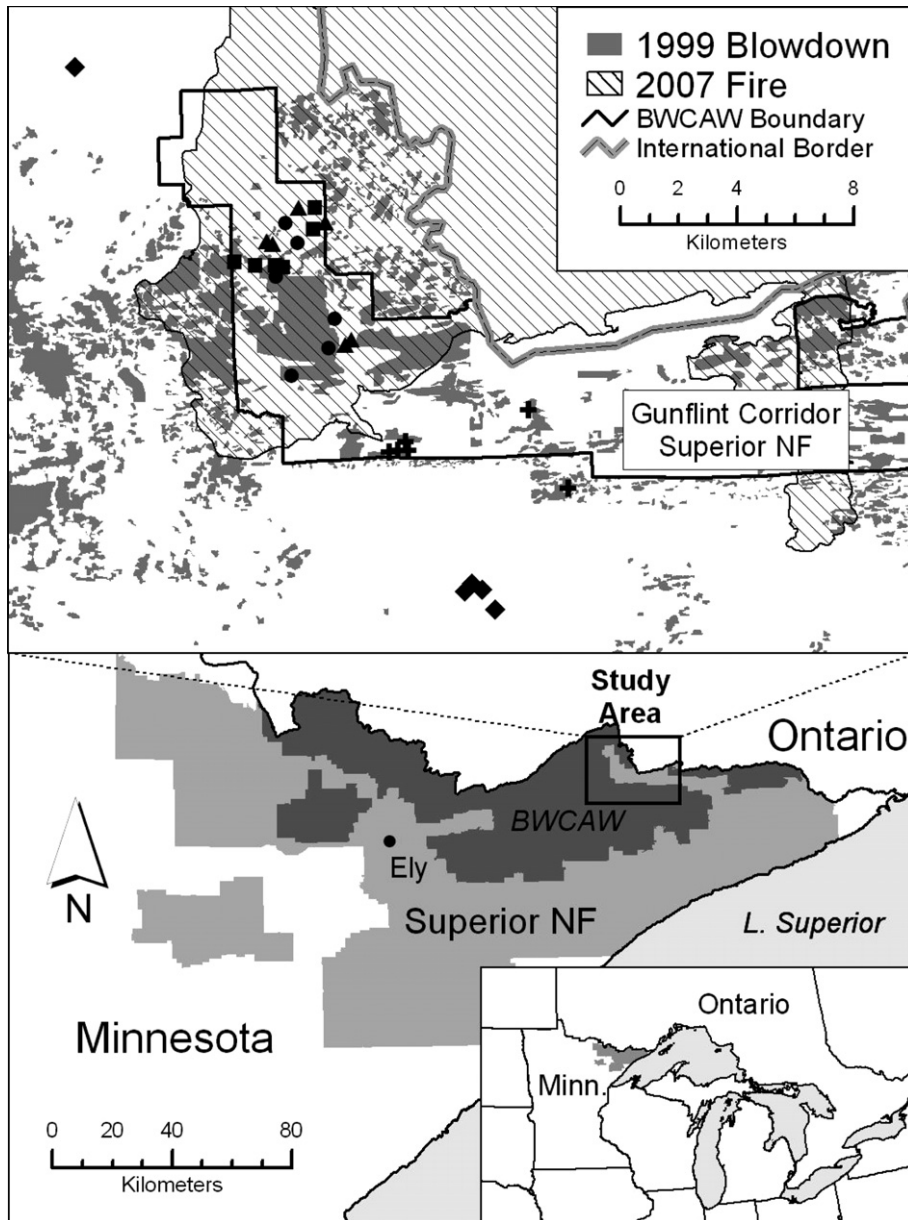 1999 Blowdown
2007 Fire
BWCAW Boundary
International Border
0 2 4 8
Kilometers
Gunflint Corridor
Superior NF
Study
Area
Ontario
BWCAW
Ely
N
Superior NF
L. Superior
Minnesota
0 20 40 80
Kilometers
Ontario
Minn.